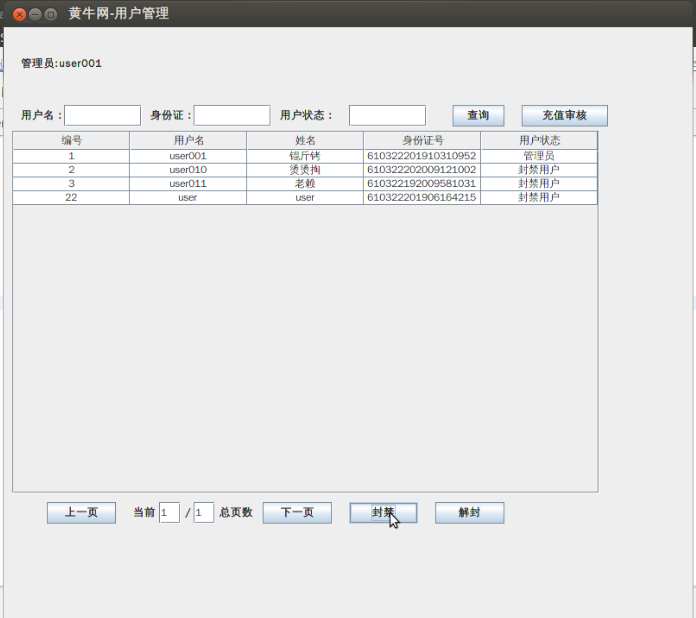 黄牛网-用户管理
管理员:user001
用户名： 身份证： 用户状态： 查询 充值审核
编号 用户名 姓名 身份证号 用户状态
1 user001 锟斤铐 610322201910310952 管理员
2 user010 烫烫掏 610322202009121002 封禁用户
3 user011 老赖 610322192009581031 封禁用户
22 user user 610322201906164215 封禁用户
上一页 当前 1 / 1 总页数 下一页 封禁 解封